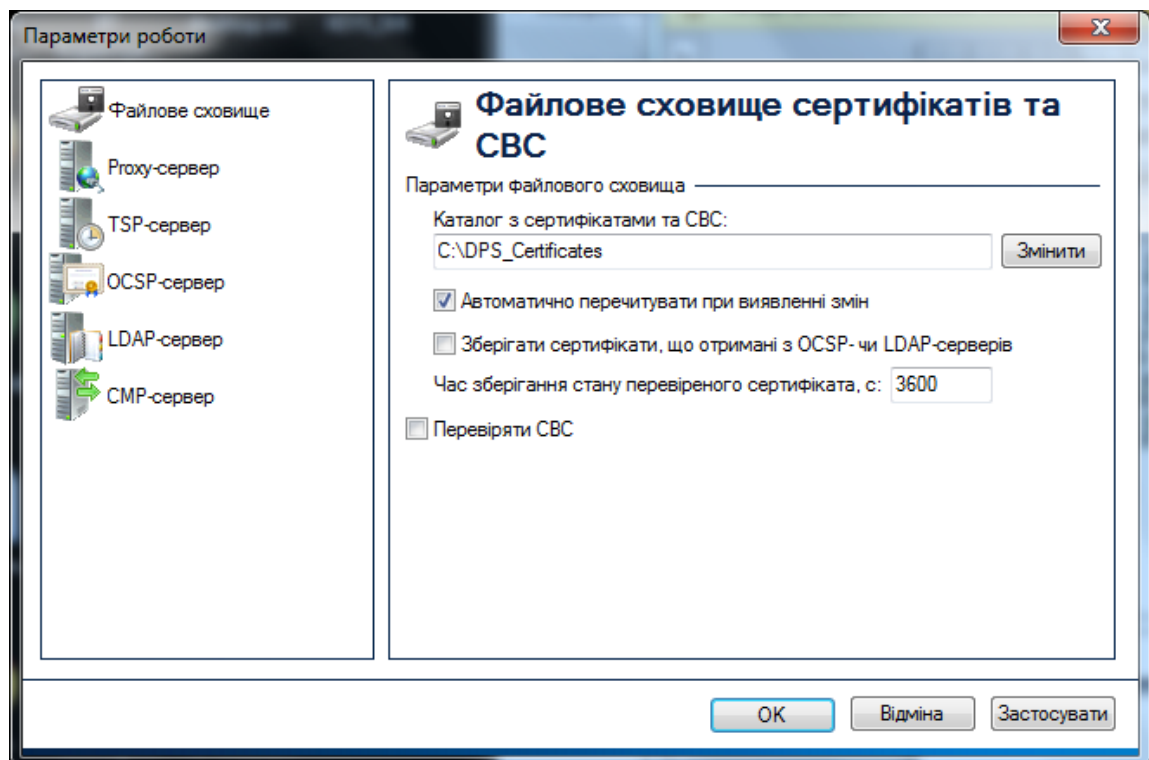 Параметри роботи
Файлове сховище
Proxy-сервер
TSP-сервер
OCSP-сервер
LDAP-сервер
CMP-сервер
Файлове сховище сертифікатів та
СВС
Параметри файлового сховища
Каталог з сертифікатами та СВС:
C:\DPS_Certificates
Змінити
Автоматично перечитувати при виявленні змін
Зберігати сертифікати, що отримані з OCSP- чи LDAP-серверів
Час зберігання стану перевіреного сертифіката, с: 3600
Перевіряти СВС
OK
Відміна
Застосувати